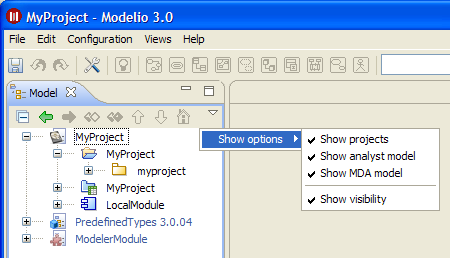 MyProject - Modelio 3.0
File Edit Configuration Views Help
Model
MyProject
MyProject
myproject
MyProject
LocalModule
PredefinedTypes 3.0.04
ModelerModule
Show options
Show projects
Show analyst model
Show MDA model
Show visibility